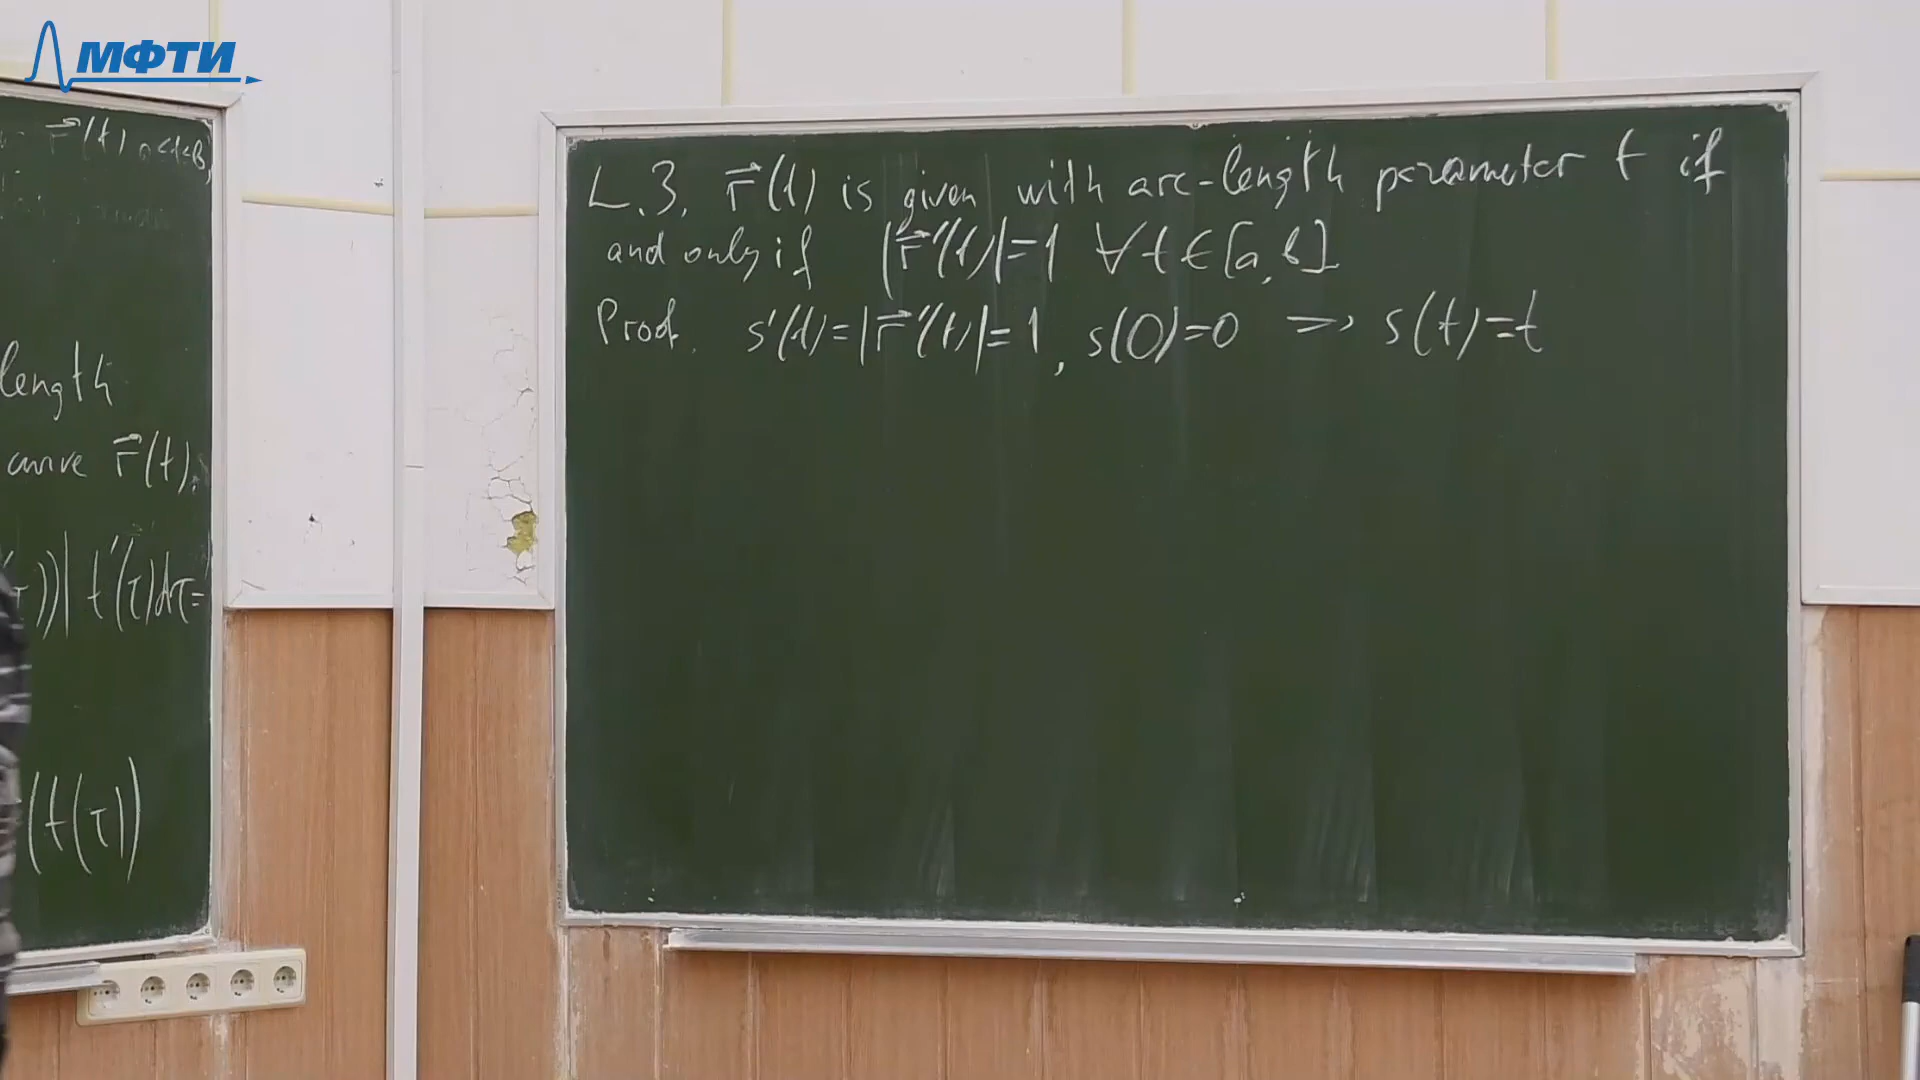 МФТИ
r⃗(t) a<t<b,
length
curve r⃗(t).
))| t'(τ)dτ=
(t(τ))
L.3. r⃗(t) is given with arc-length parameter t if
and only if |r⃗'(t)|=1 ∀t∈[a,b]
Proof. s'(t)=|r⃗'(t)|=1, s(0)=0 => s(t)=t